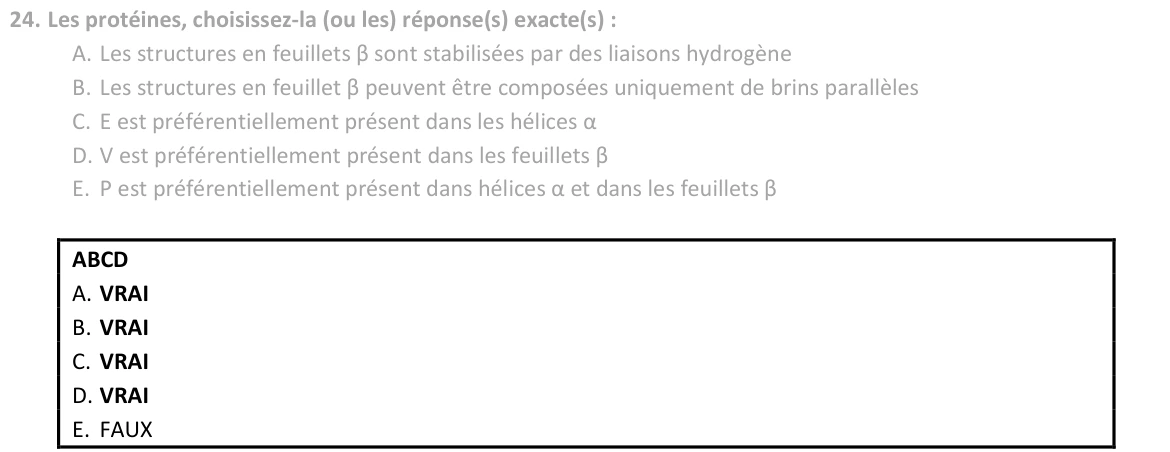 24. Les protéines, choisissez-la (ou les) réponse(s) exacte(s) :
A. Les structures en feuillets β sont stabilisées par des liaisons hydrogène
B. Les structures en feuillet β peuvent être composées uniquement de brins parallèles
C. E est préférentiellement présent dans les hélices α
D. V est préférentiellement présent dans les feuillets β
E. P est préférentiellement présent dans hélices α et dans les feuillets β
ABCD
A. VRAI
B. VRAI
C. VRAI
D. VRAI
E. FAUX